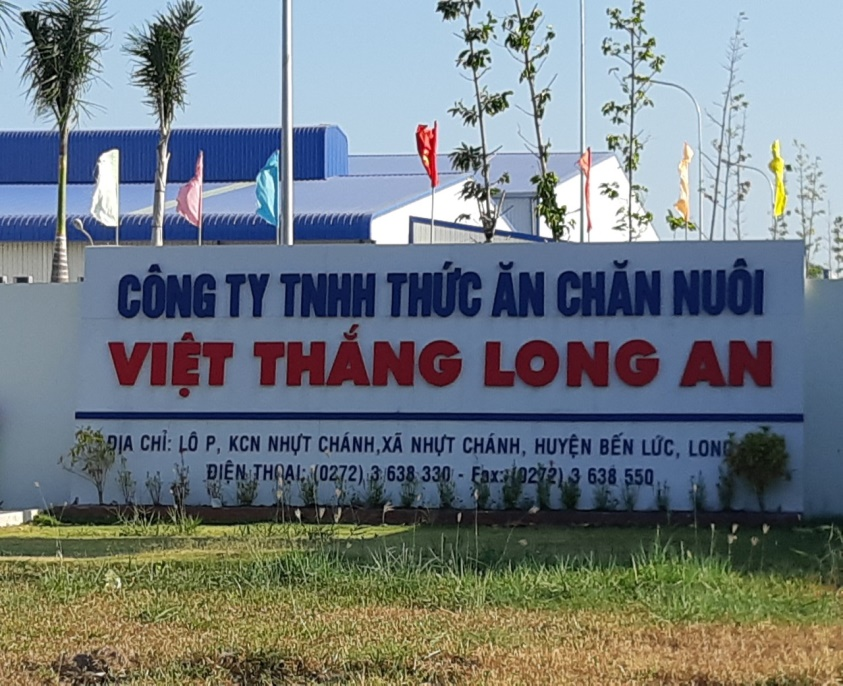 CÔNG TY TNHH THỨC ĂN CHĂN NUÔI
VIỆT THẮNG LONG AN
ĐỊA CHỈ: LÔ P, KCN NHỰT CHÁNH,XÃ NHỰT CHÁNH, HUYỆN BẾN LỨC, LONG
ĐIỆN THOẠI: (0272) 3 638 330 - Fax: (0272) 3 638 550